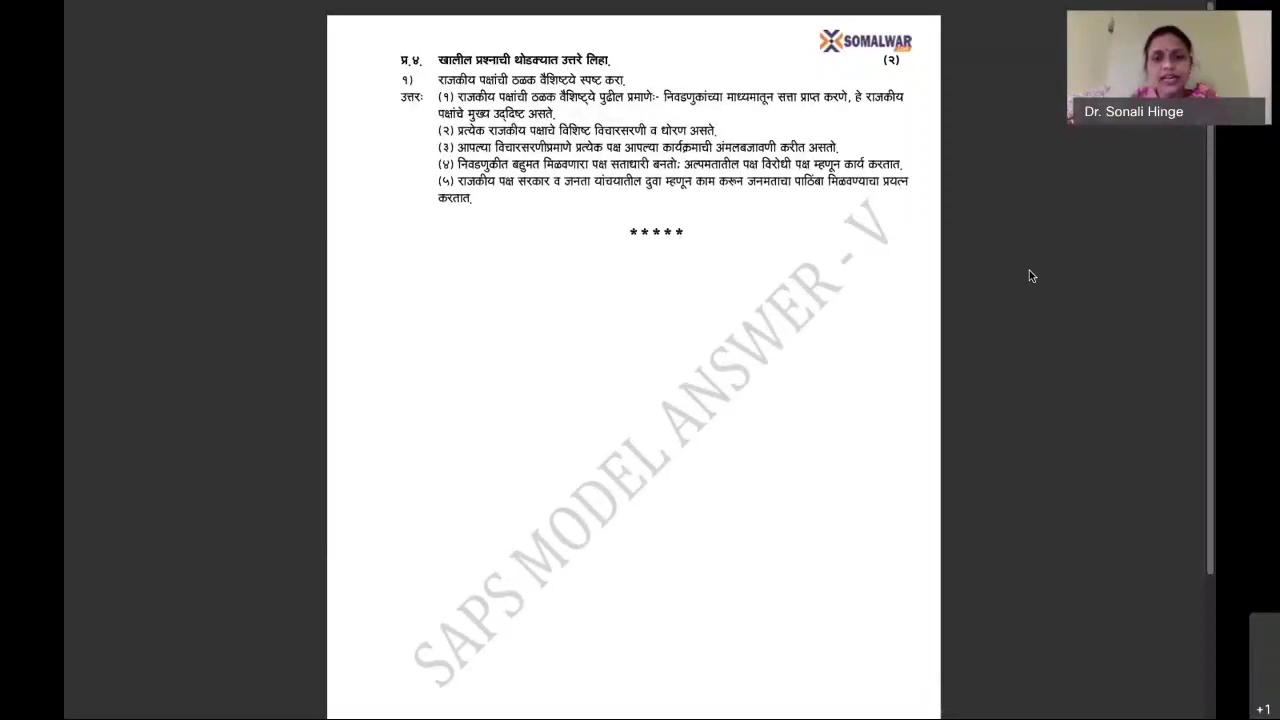 SOMALWAR
प्र.४. खालील प्रश्नाची थोडक्यात उत्तरे लिहा. (२)
१) राजकीय पक्षांची ठळक वैशिष्टये स्पष्ट करा.
उत्तरः (१) राजकीय पक्षांची ठळक वैशिष्ट्ये पुढील प्रमाणेः- निवडणुकांच्या माध्यमातून सत्ता प्राप्त करणे, हे राजकीय
पक्षांचे मुख्य उद्दिष्ट असते.
(२) प्रत्येक राजकीय पक्षाचे विशिष्ट विचारसरणी व धोरण असते.
(३) आपल्या विचारसरणीप्रमाणे प्रत्येक पक्ष आपल्या कार्यक्रमाची अंमलबजावणी करीत असतो.
(४) निवडणुकीत बहुमत मिळवणारा पक्ष सताधारी बनतो; अल्पमतातील पक्ष विरोधी पक्ष म्हणून कार्य करतात.
(५) राजकीय पक्ष सरकार व जनता यांचयातील दुवा म्हणून काम करून जनमताचा पाठिंबा मिळवण्याचा प्रयत्न
करतात.
*****
SAPS MODEL ANSWER - V
Dr. Sonali Hinge
+1